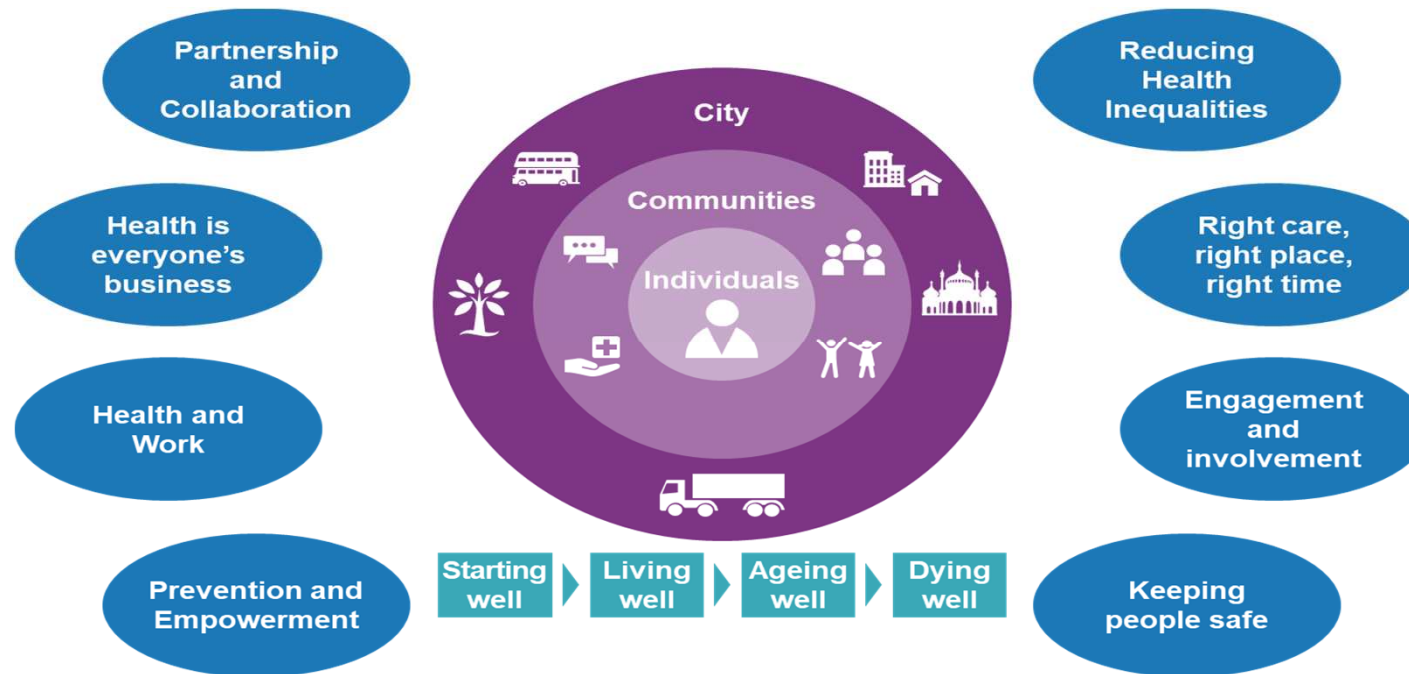 Partnership
and
Collaboration
Health is
everyone’s
business
Health and
Work
Prevention and
Empowerment
City
Communities
Individuals
Starting
well
Living
well
Ageing
well
Dying
well
Reducing
Health
Inequalities
Right care,
right place,
right time
Engagement
and
involvement
Keeping
people safe